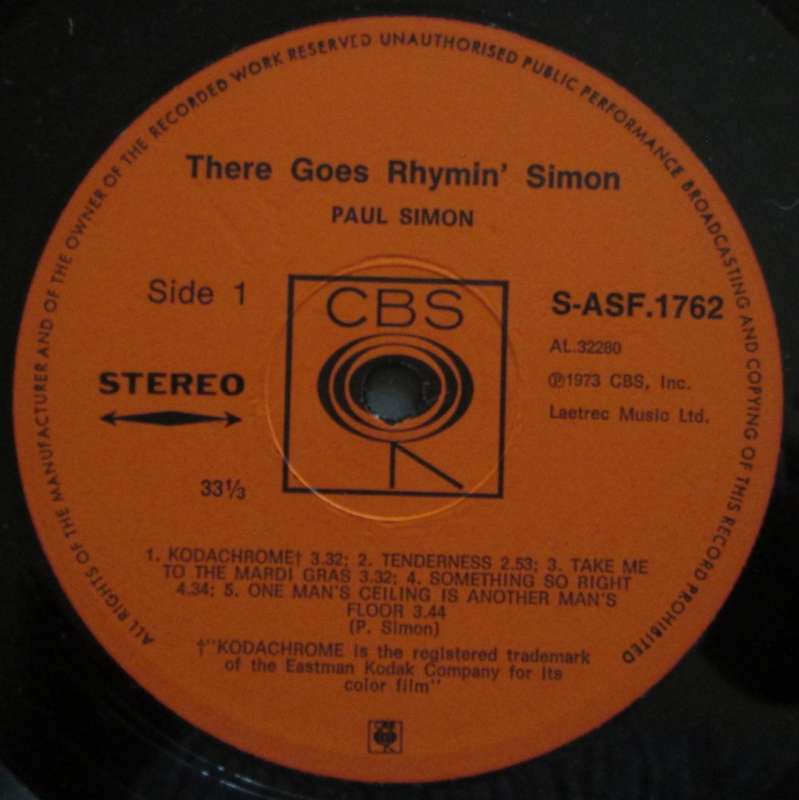 ALL RIGHTS OF THE MANUFACTURER AND OF THE OWNER OF THE RECORDED WORK RESERVED UNAUTHORISED PUBLIC PERFORMANCE BROADCASTING AND COPYING OF THIS RECORD PROHIBITED
There Goes Rhymin' Simon
PAUL SIMON
Side 1
CBS
S-ASF.1762
AL.32280
STEREO
℗1973 CBS, Inc.
Laetrec Music Ltd.
33⅓
1. KODACHROME† 3.32; 2. TENDERNESS 2.53; 3. TAKE ME
TO THE MARDI GRAS 3.32; 4. SOMETHING SO RIGHT
4.34; 5. ONE MAN'S CEILING IS ANOTHER MAN'S
FLOOR 3.44
(P. Simon)
†"KODACHROME is the registered trademark
of the Eastman Kodak Company for its
color film"